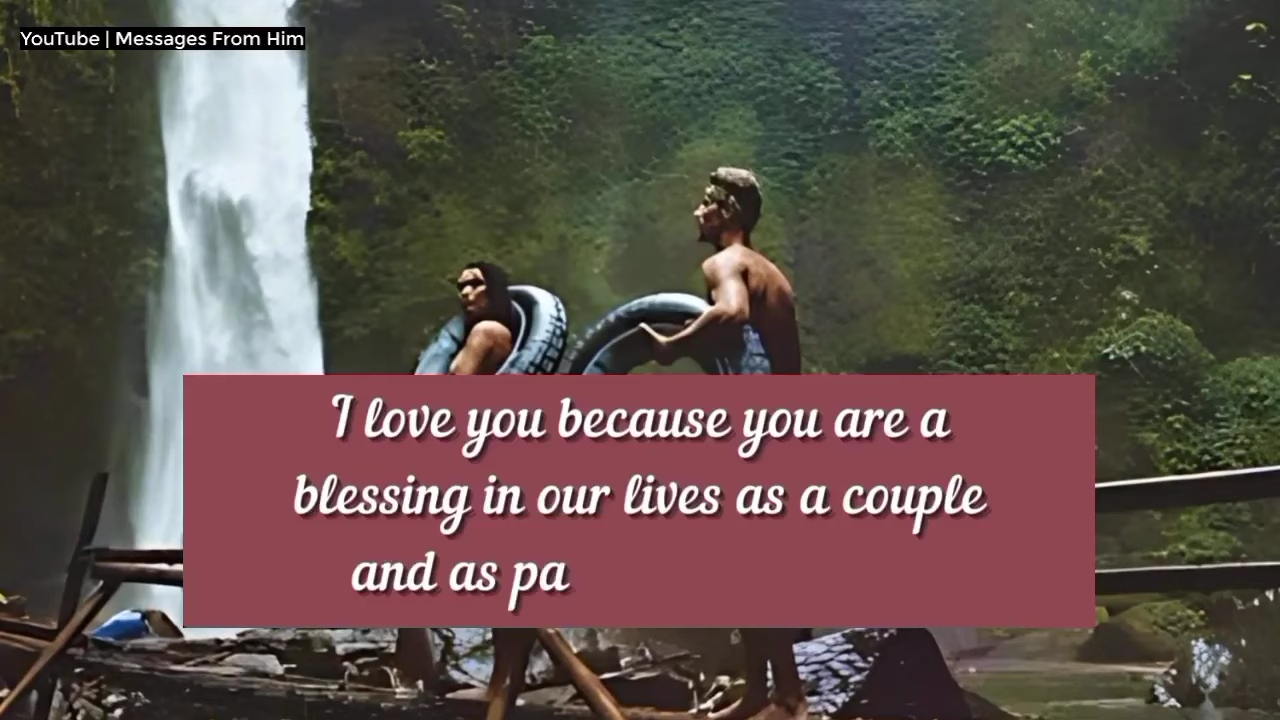 YouTube | Messages From Him
I love you because you are a
blessing in our lives as a couple
and as pa